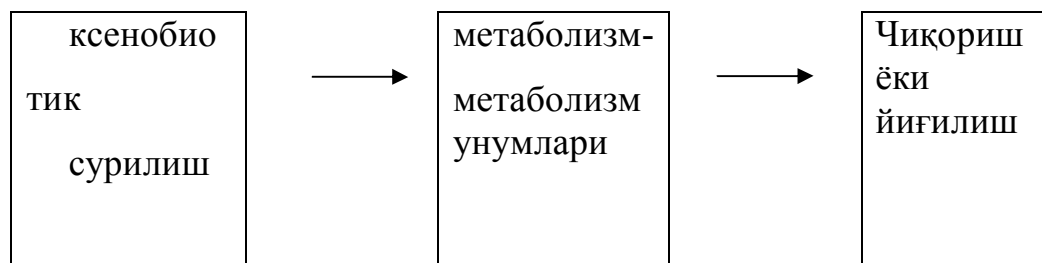 ксенобио
тик
сурилиш
метаболизм-
метаболизм
унумлари
Чиқориш
ёки
йиғилиш